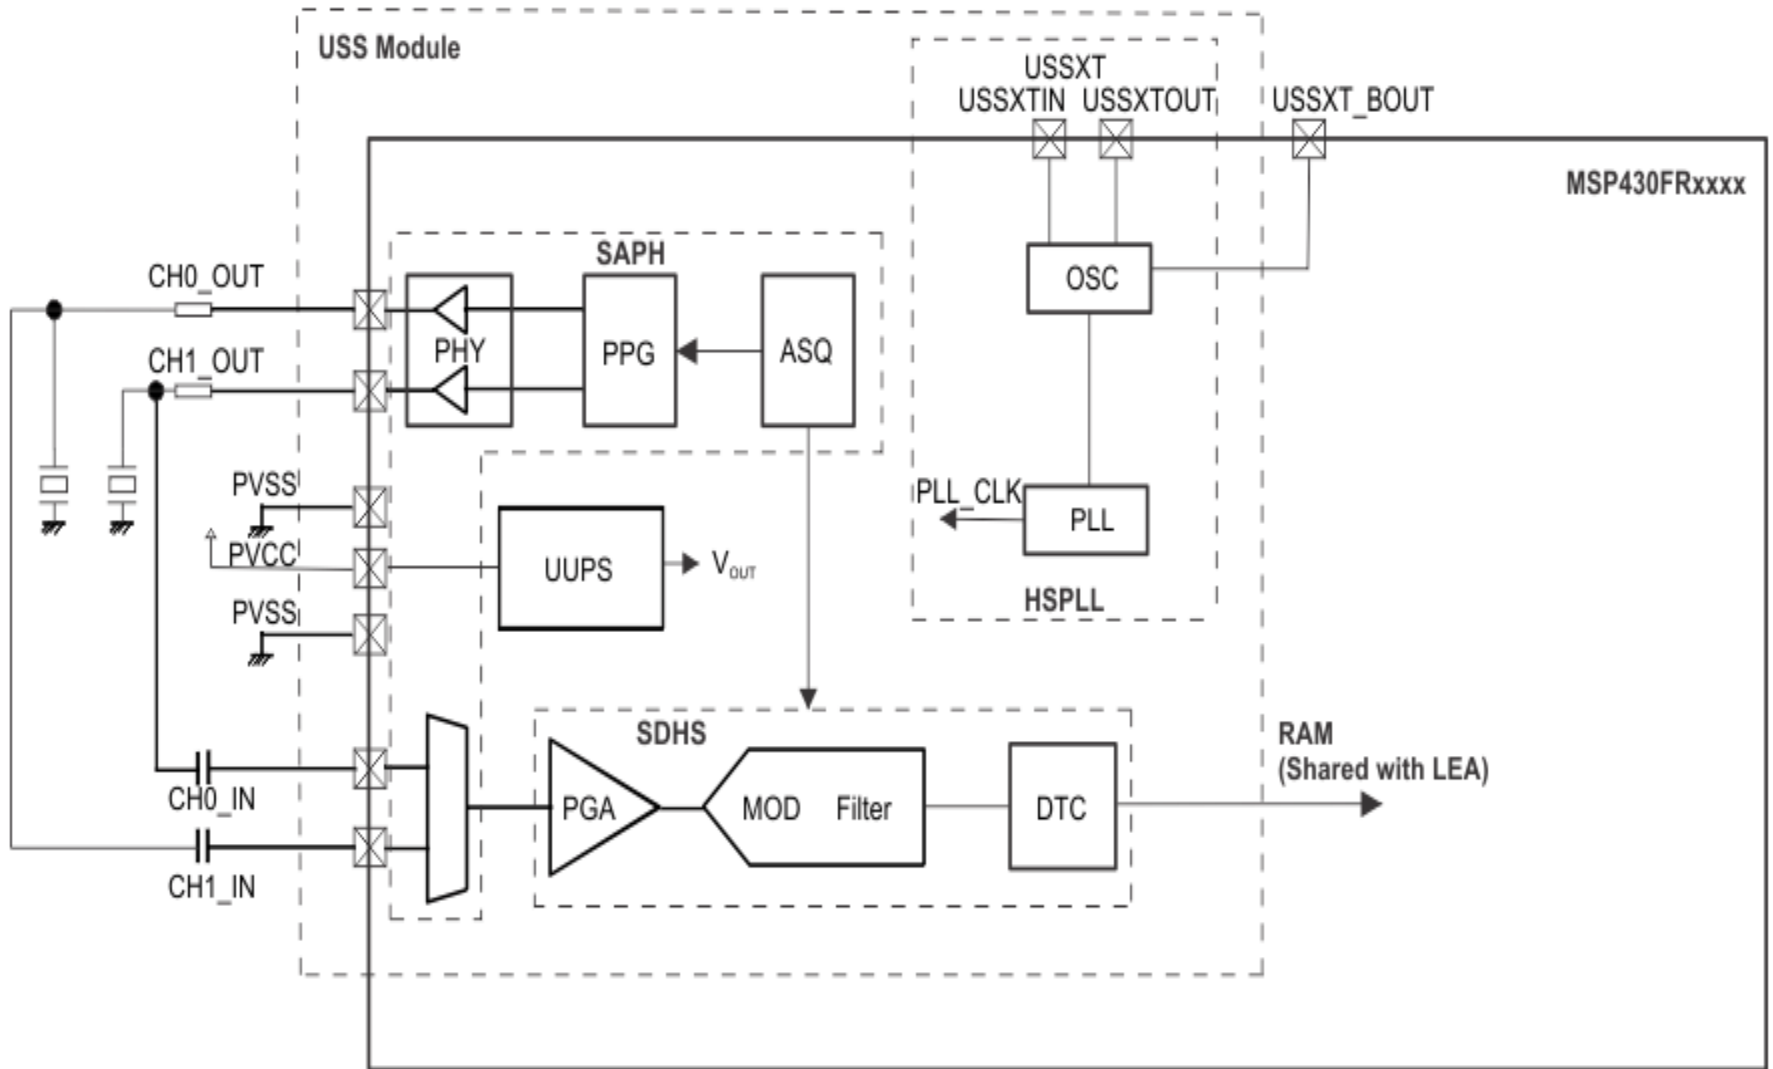 USS Module
USSXT
USSXTIN USSXTOUT
USSXT_BOUT
MSP430FRxxxx
SAPH
CH0_OUT
CH1_OUT
PHY
PPG
ASQ
OSC
PVSS
PVCC
PVSS
UUPS
VOUT
PLL_CLK
PLL
HSPLL
SDHS
RAM
(Shared with LEA)
CH0_IN
CH1_IN
PGA
MOD Filter
DTC